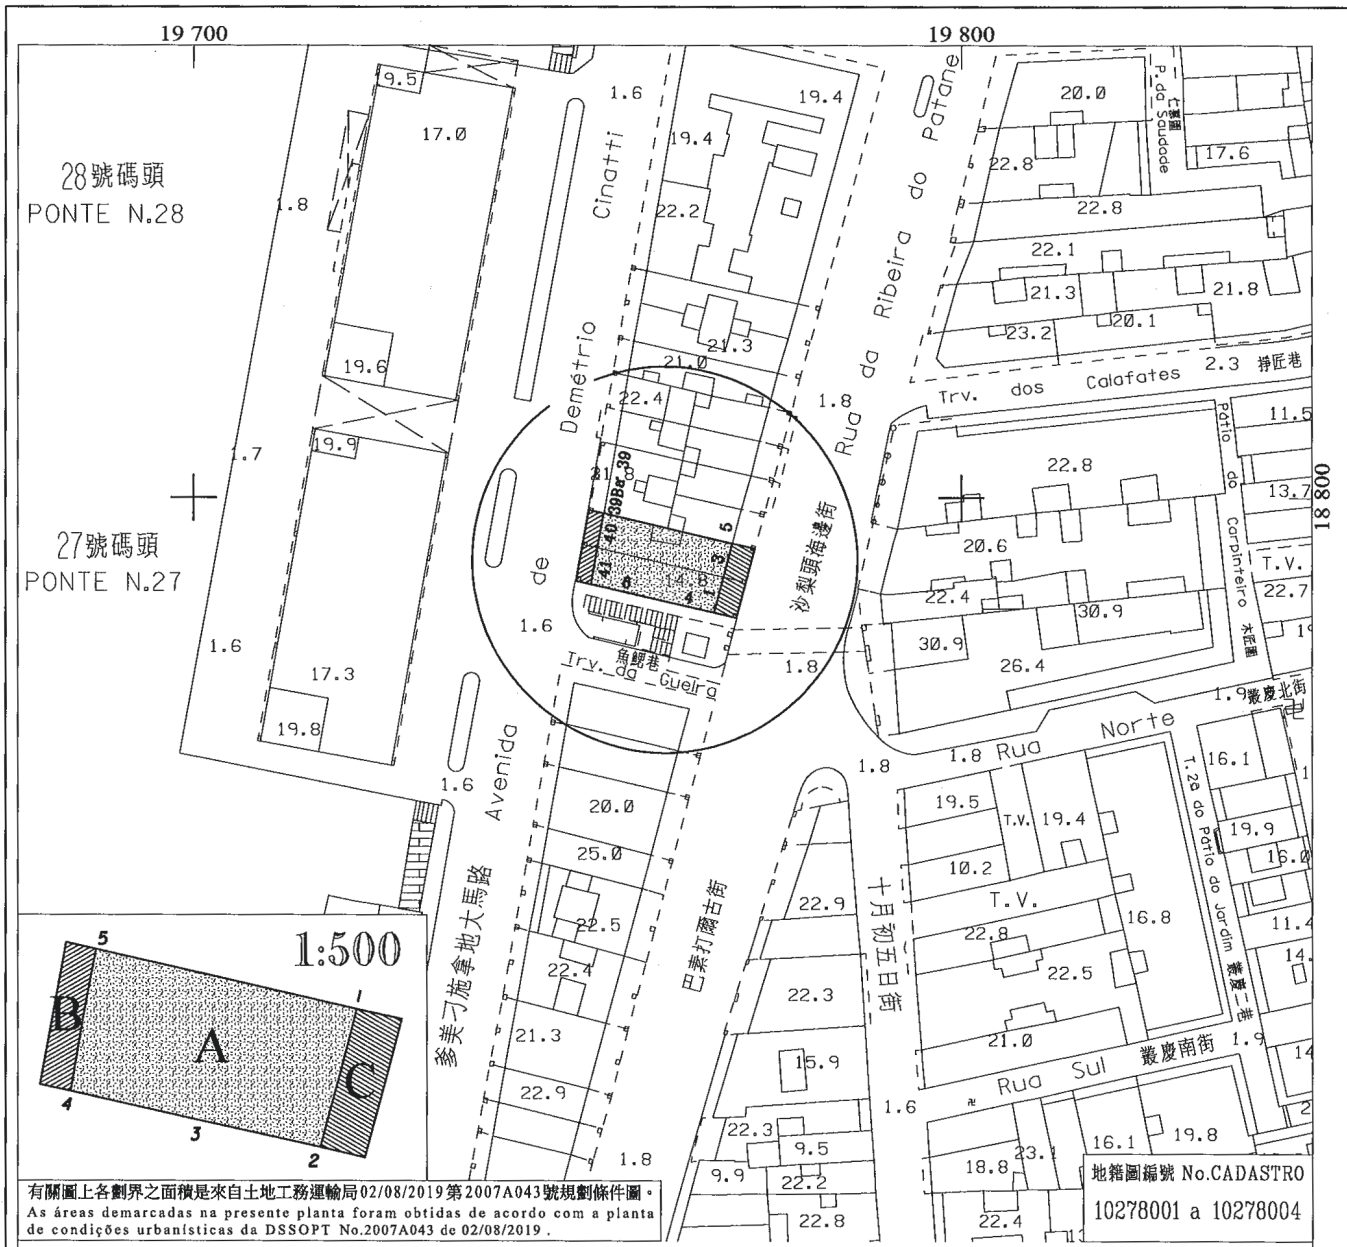 19 700
19 800
18 800
28號碼頭
PONTE N.28
27號碼頭
PONTE N.27
9.5
17.0
1.8
1.6
19.4
19.4
22.2
19.6
1.7
19.9
21.3
21.0
22.4
1.6
17.3
19.8
1.6
1.6
Avenida de Demétrio Cinatti
爹美刁施拿地大馬路
Rua da Ribeira do Patane
沙梨頭海邊街
1.8
1.8
20.0
22.8
P. da Saudade
仁慕圍
17.6
22.8
22.1
21.3
21.8
23.2
20.1
Trv. dos Calafates 2.3 掙匠巷
11.5
22.8
Pátio do Carpinteiro 木匠圍
13.7
20.6
T.V.
22.7
22.4
30.9
30.9
26.4
39
39B
40
41
5
3
1
6
4
魚鰓巷
Trv. da Gueira
1.9 叢慶北街
1.8
1.8 Rua Norte
16.1
19.5
T.V.
19.4
T. 2ª do Pátio do Jardim 叢慶二巷
19.9
16.0
10.2
T.V.
16.8
11.4
22.8
22.5
14.
20.0
25.0
22.5
22.4
21.3
22.9
1.8
巴素打爾古街
22.9
22.3
15.9
十月初五日街
21.0
叢慶南街
1.9
Rua Sul
1.6
22.3
9.5
9.9
22.2
22.8
18.8
23.1
16.1
19.8
22.4
1:500
5
1
B
A
C
4
3
2
有關圖上各劃界之面積是來自土地工務運輸局02/08/2019第2007A043號規劃條件圖。
As áreas demarcadas na presente planta foram obtidas de acordo com a planta
de condições urbanísticas da DSSOPT No.2007A043 de 02/08/2019 .
地籍圖編號 No.CADASTRO
10278001 a 10278004